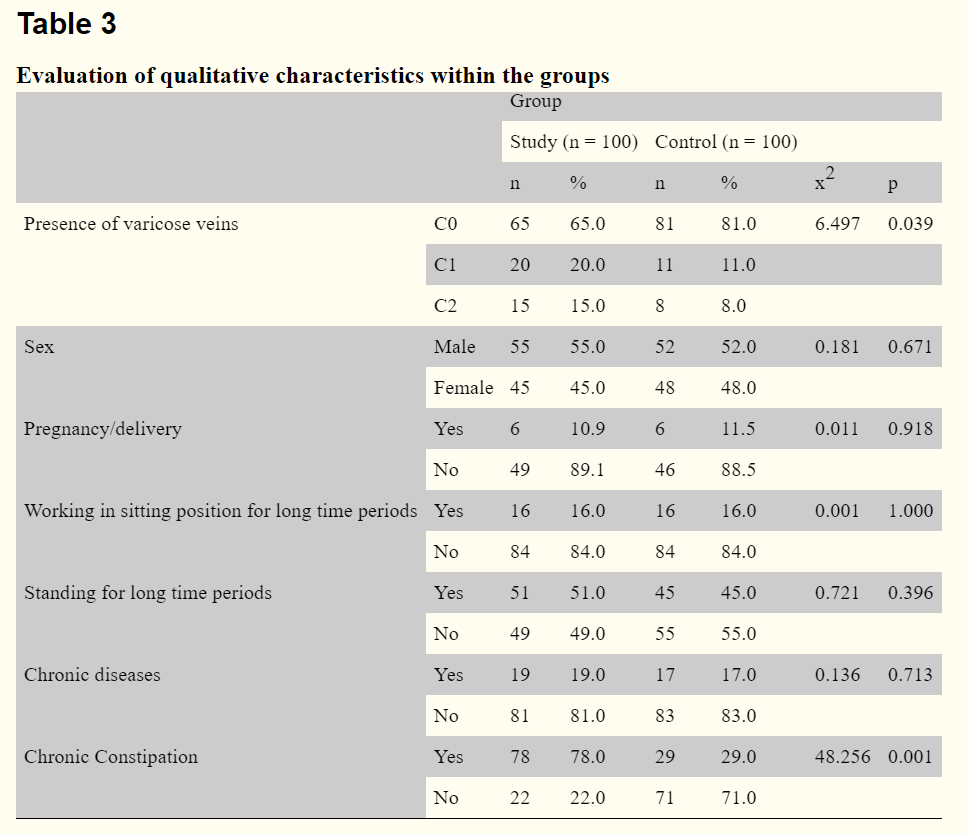 Table 3
Evaluation of qualitative characteristics within the groups
Group
Study (n = 100) Control (n = 100)
n % n % x2 p
Presence of varicose veins C0 65 65.0 81 81.0 6.497 0.039
C1 20 20.0 11 11.0
C2 15 15.0 8 8.0
Sex Male 55 55.0 52 52.0 0.181 0.671
Female 45 45.0 48 48.0
Pregnancy/delivery Yes 6 10.9 6 11.5 0.011 0.918
No 49 89.1 46 88.5
Working in sitting position for long time periods Yes 16 16.0 16 16.0 0.001 1.000
No 84 84.0 84 84.0
Standing for long time periods Yes 51 51.0 45 45.0 0.721 0.396
No 49 49.0 55 55.0
Chronic diseases Yes 19 19.0 17 17.0 0.136 0.713
No 81 81.0 83 83.0
Chronic Constipation Yes 78 78.0 29 29.0 48.256 0.001
No 22 22.0 71 71.0